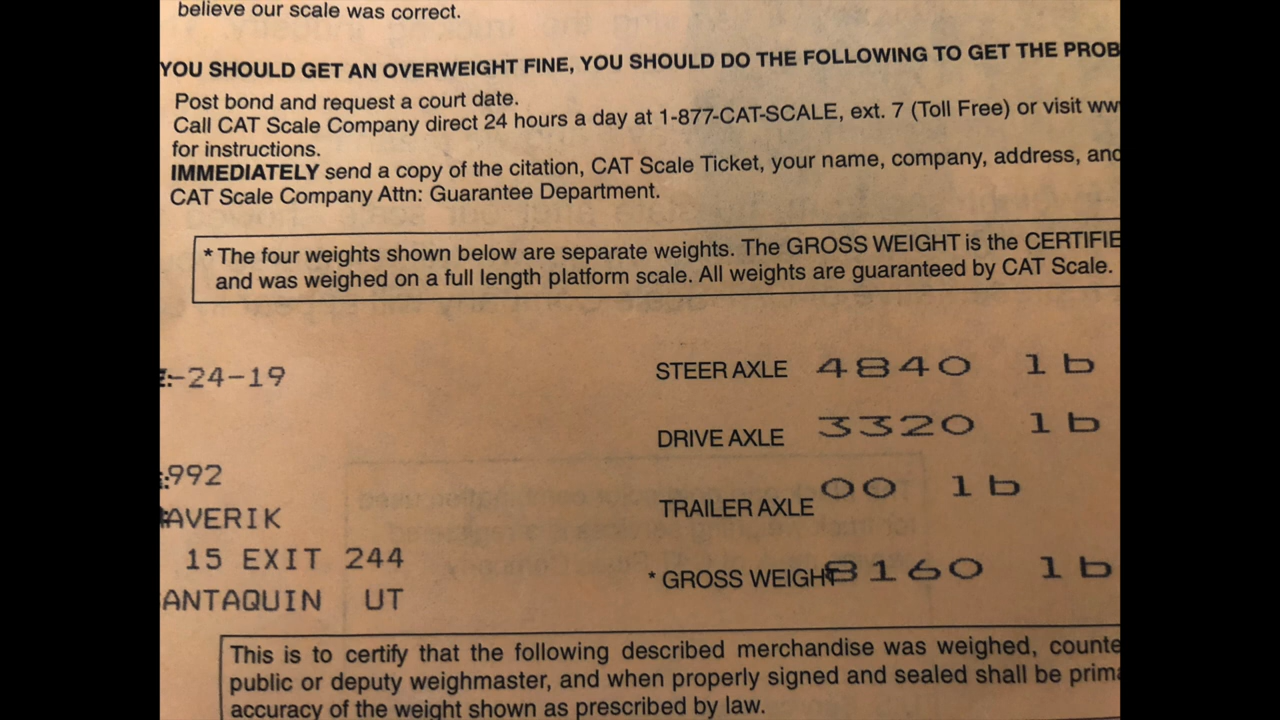 believe our scale was correct.
YOU SHOULD GET AN OVERWEIGHT FINE, YOU SHOULD DO THE FOLLOWING TO GET THE PROB
Post bond and request a court date.
Call CAT Scale Company direct 24 hours a day at 1-877-CAT-SCALE, ext. 7 (Toll Free) or visit ww
for instructions.
IMMEDIATELY send a copy of the citation, CAT Scale Ticket, your name, company, address, and
CAT Scale Company Attn: Guarantee Department.
* The four weights shown below are separate weights. The GROSS WEIGHT is the CERTIFIE
and was weighed on a full length platform scale. All weights are guaranteed by CAT Scale.
-24-19
STEER AXLE 4840 lb
DRIVE AXLE 3320 lb
992
TRAILER AXLE 00 lb
AVERIK
15 EXIT 244
* GROSS WEIGHT 8160 lb
ANTAQUIN UT
This is to certify that the following described merchandise was weighed, counte
public or deputy weighmaster, and when properly signed and sealed shall be prima
accuracy of the weight shown as prescribed by law.